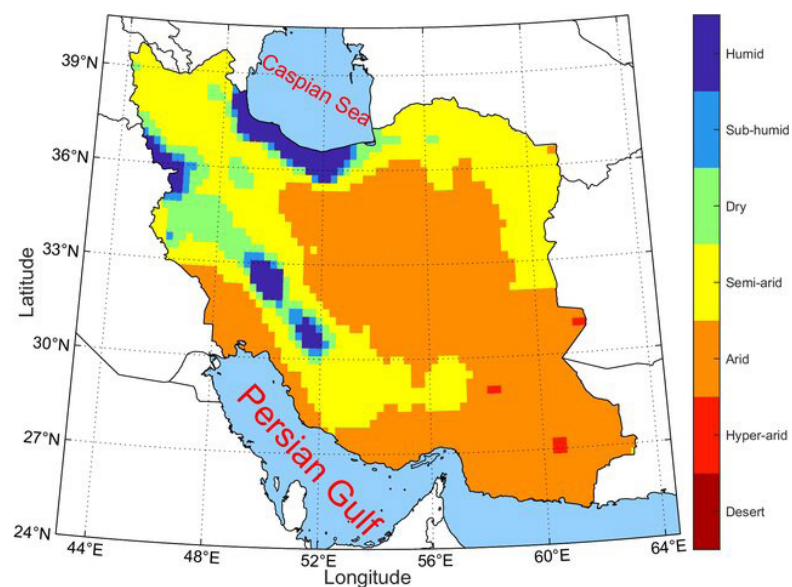 39°N
36°N
33°N
30°N
27°N
24°N
Latitude
44°E
48°E
52°E
56°E
60°E
64°E
Longitude
Caspian Sea
Persian Gulf
Humid
Sub-humid
Dry
Semi-arid
Arid
Hyper-arid
Desert